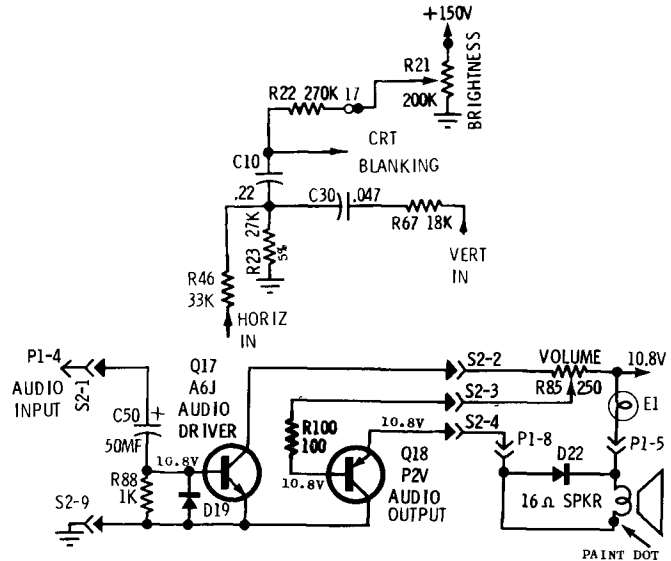 +150V
R21
200K
BRIGHTNESS
R22 270K 17
CRT
BLANKING
C10
.22
C30 .047
R67 18K
VERT
IN
R23 27K
5%
R46
33K
HORIZ
IN
P1-4
AUDIO
INPUT
S2-1
C50 +
50MF
Q17
A6J
AUDIO
DRIVER
10.8V
R88
1K
D19
S2-9
S2-2
VOLUME
10.8V
S2-3
R85 250
S2-4
E1
R100
100
10.8V
10.8V
Q18
P2V
AUDIO
OUTPUT
P1-8
P1-5
D22
16Ω SPKR
PAINT DOT